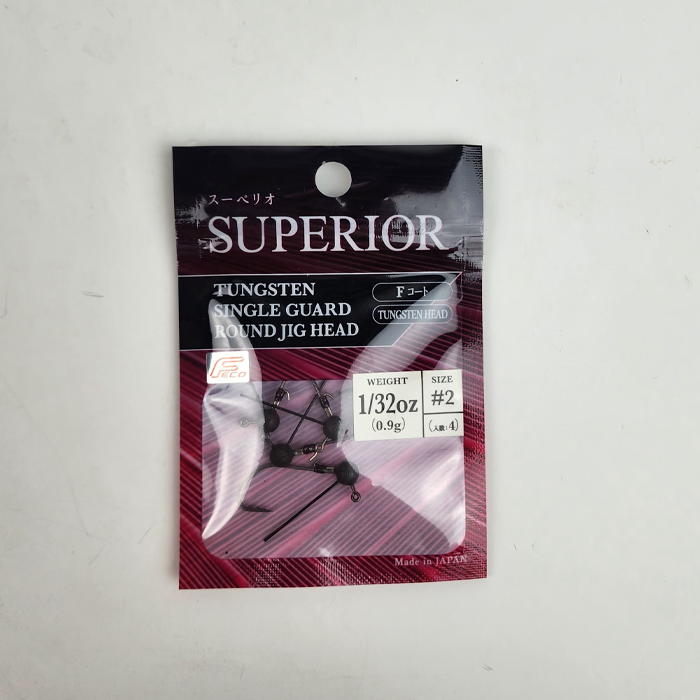 スーペリオ
SUPERIOR
TUNGSTEN
SINGLE GUARD
ROUND JIG HEAD
F コート
TUNGSTEN HEAD
FECO
WEIGHT
1/32oz
(0.9g)
SIZE
#2
(入数:4)
Made in JAPAN